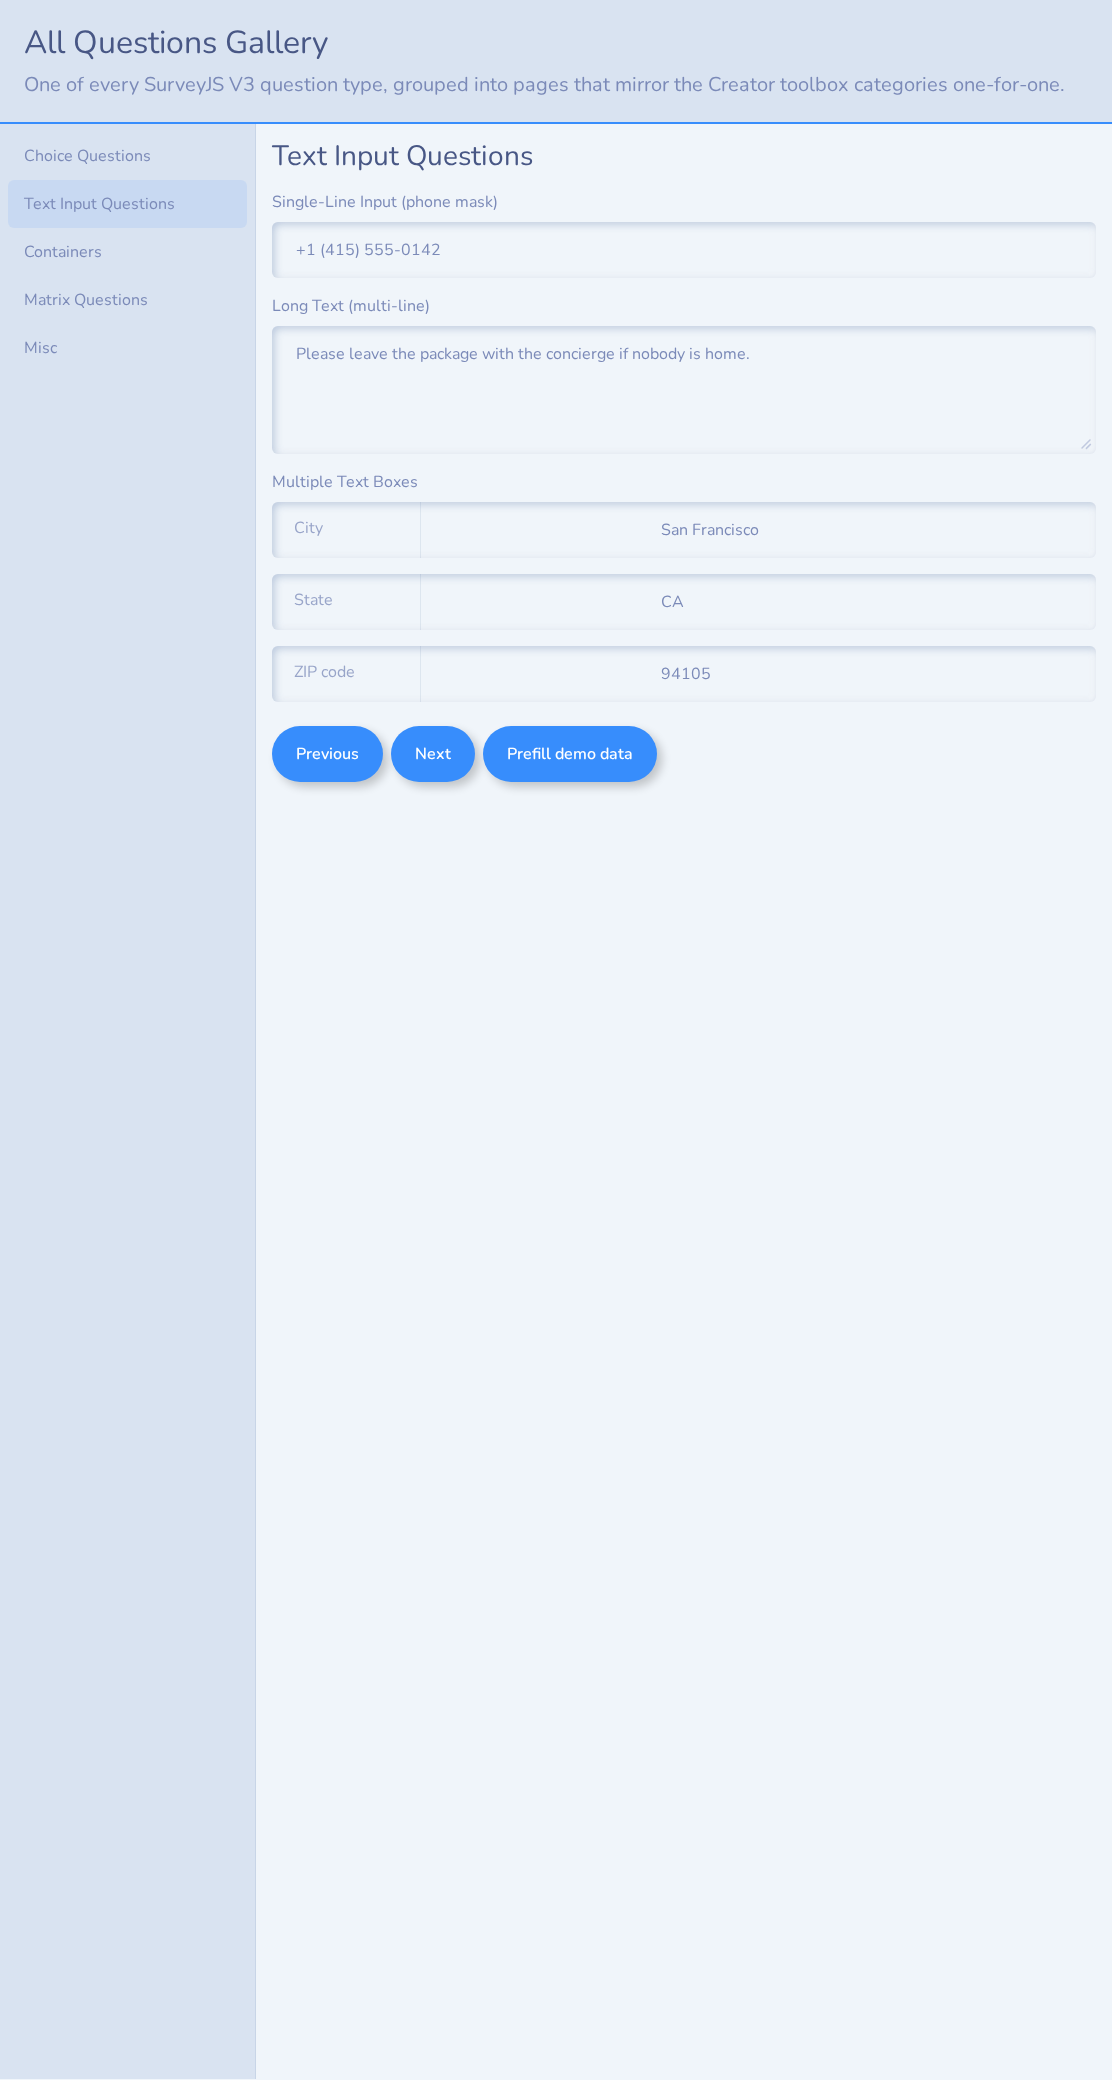 All Questions Gallery
One of every SurveyJS V3 question type, grouped into pages that mirror the Creator toolbox categories one-for-one.
Choice Questions
Text Input Questions
Containers
Matrix Questions
Misc
Text Input Questions
Single-Line Input (phone mask)
+1 (415) 555-0142
Long Text (multi-line)
Please leave the package with the concierge if nobody is home.
Multiple Text Boxes
City San Francisco
State CA
ZIP code 94105
Previous Next Prefill demo data